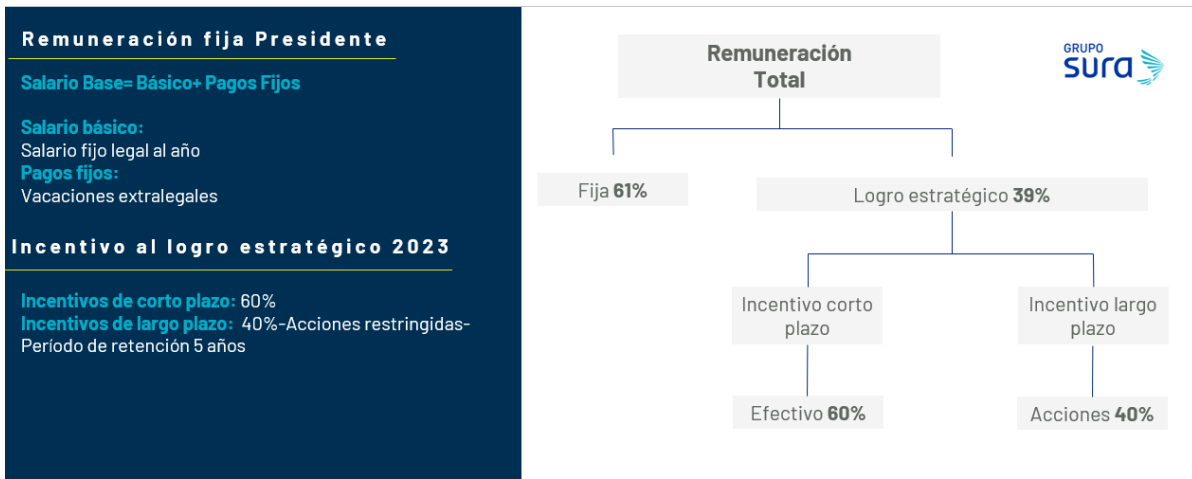 Remuneración fija Presidente
Salario Base= Básico+ Pagos Fijos
Salario básico:
Salario fijo legal al año
Pagos fijos:
Vacaciones extralegales
Incentivo al logro estratégico 2023
Incentivos de corto plazo: 60%
Incentivos de largo plazo: 40%-Acciones restringidas-
Período de retención 5 años
Remuneración
Total
GRUPO
sura
Fija 61%
Logro estratégico 39%
Incentivo corto
plazo
Incentivo largo
plazo
Efectivo 60%
Acciones 40%